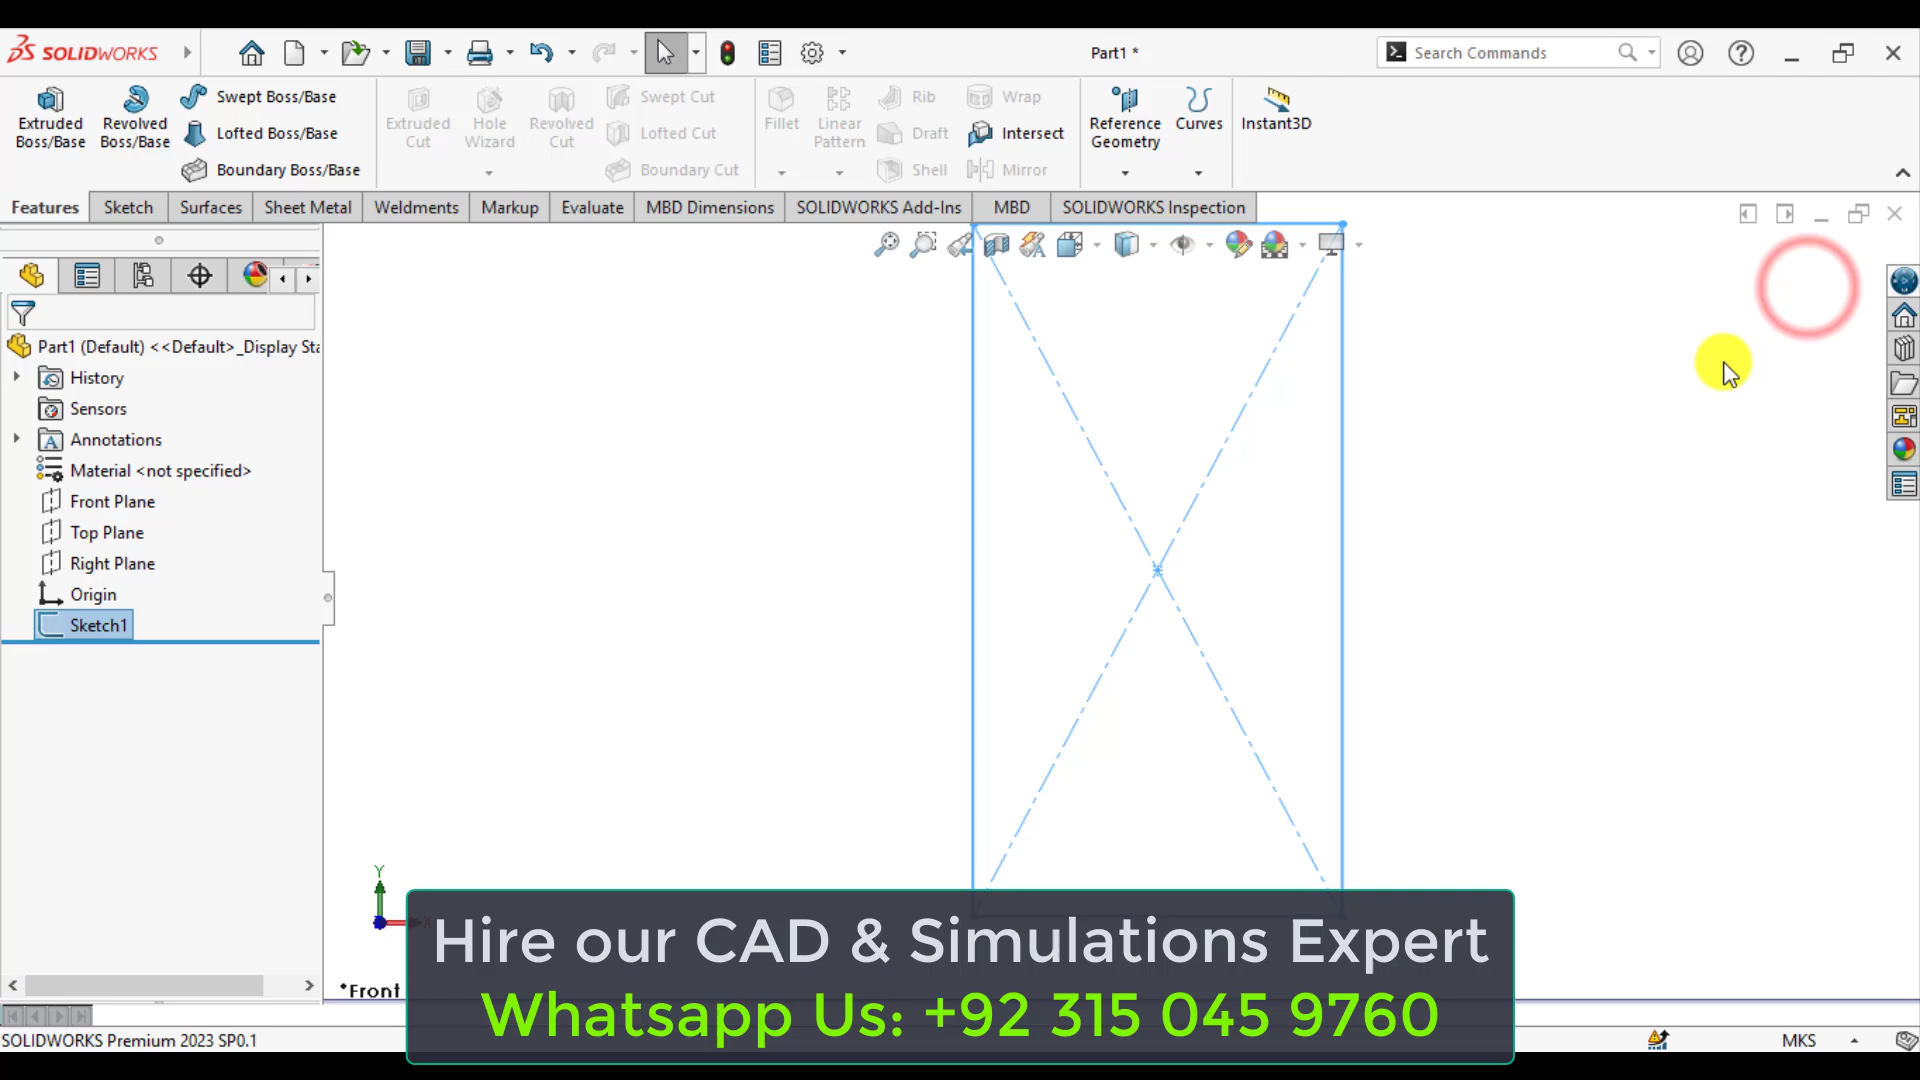 SOLIDWORKS
Part1 *
Search Commands
Extruded Boss/Base
Revolved Boss/Base
Swept Boss/Base
Lofted Boss/Base
Boundary Boss/Base
Extruded Cut
Hole Wizard
Revolved Cut
Swept Cut
Lofted Cut
Boundary Cut
Fillet
Linear Pattern
Rib
Draft
Shell
Wrap
Intersect
Mirror
Reference Geometry
Curves
Instant3D
Features
Sketch
Surfaces
Sheet Metal
Weldments
Markup
Evaluate
MBD Dimensions
SOLIDWORKS Add-Ins
MBD
SOLIDWORKS Inspection
Part1 (Default) <<Default>_Display Sta
History
Sensors
Annotations
Material <not specified>
Front Plane
Top Plane
Right Plane
Origin
Sketch1
Y
X
*Front
Hire our CAD & Simulations Expert
Whatsapp Us: +92 315 045 9760
SOLIDWORKS Premium 2023 SP0.1
MKS